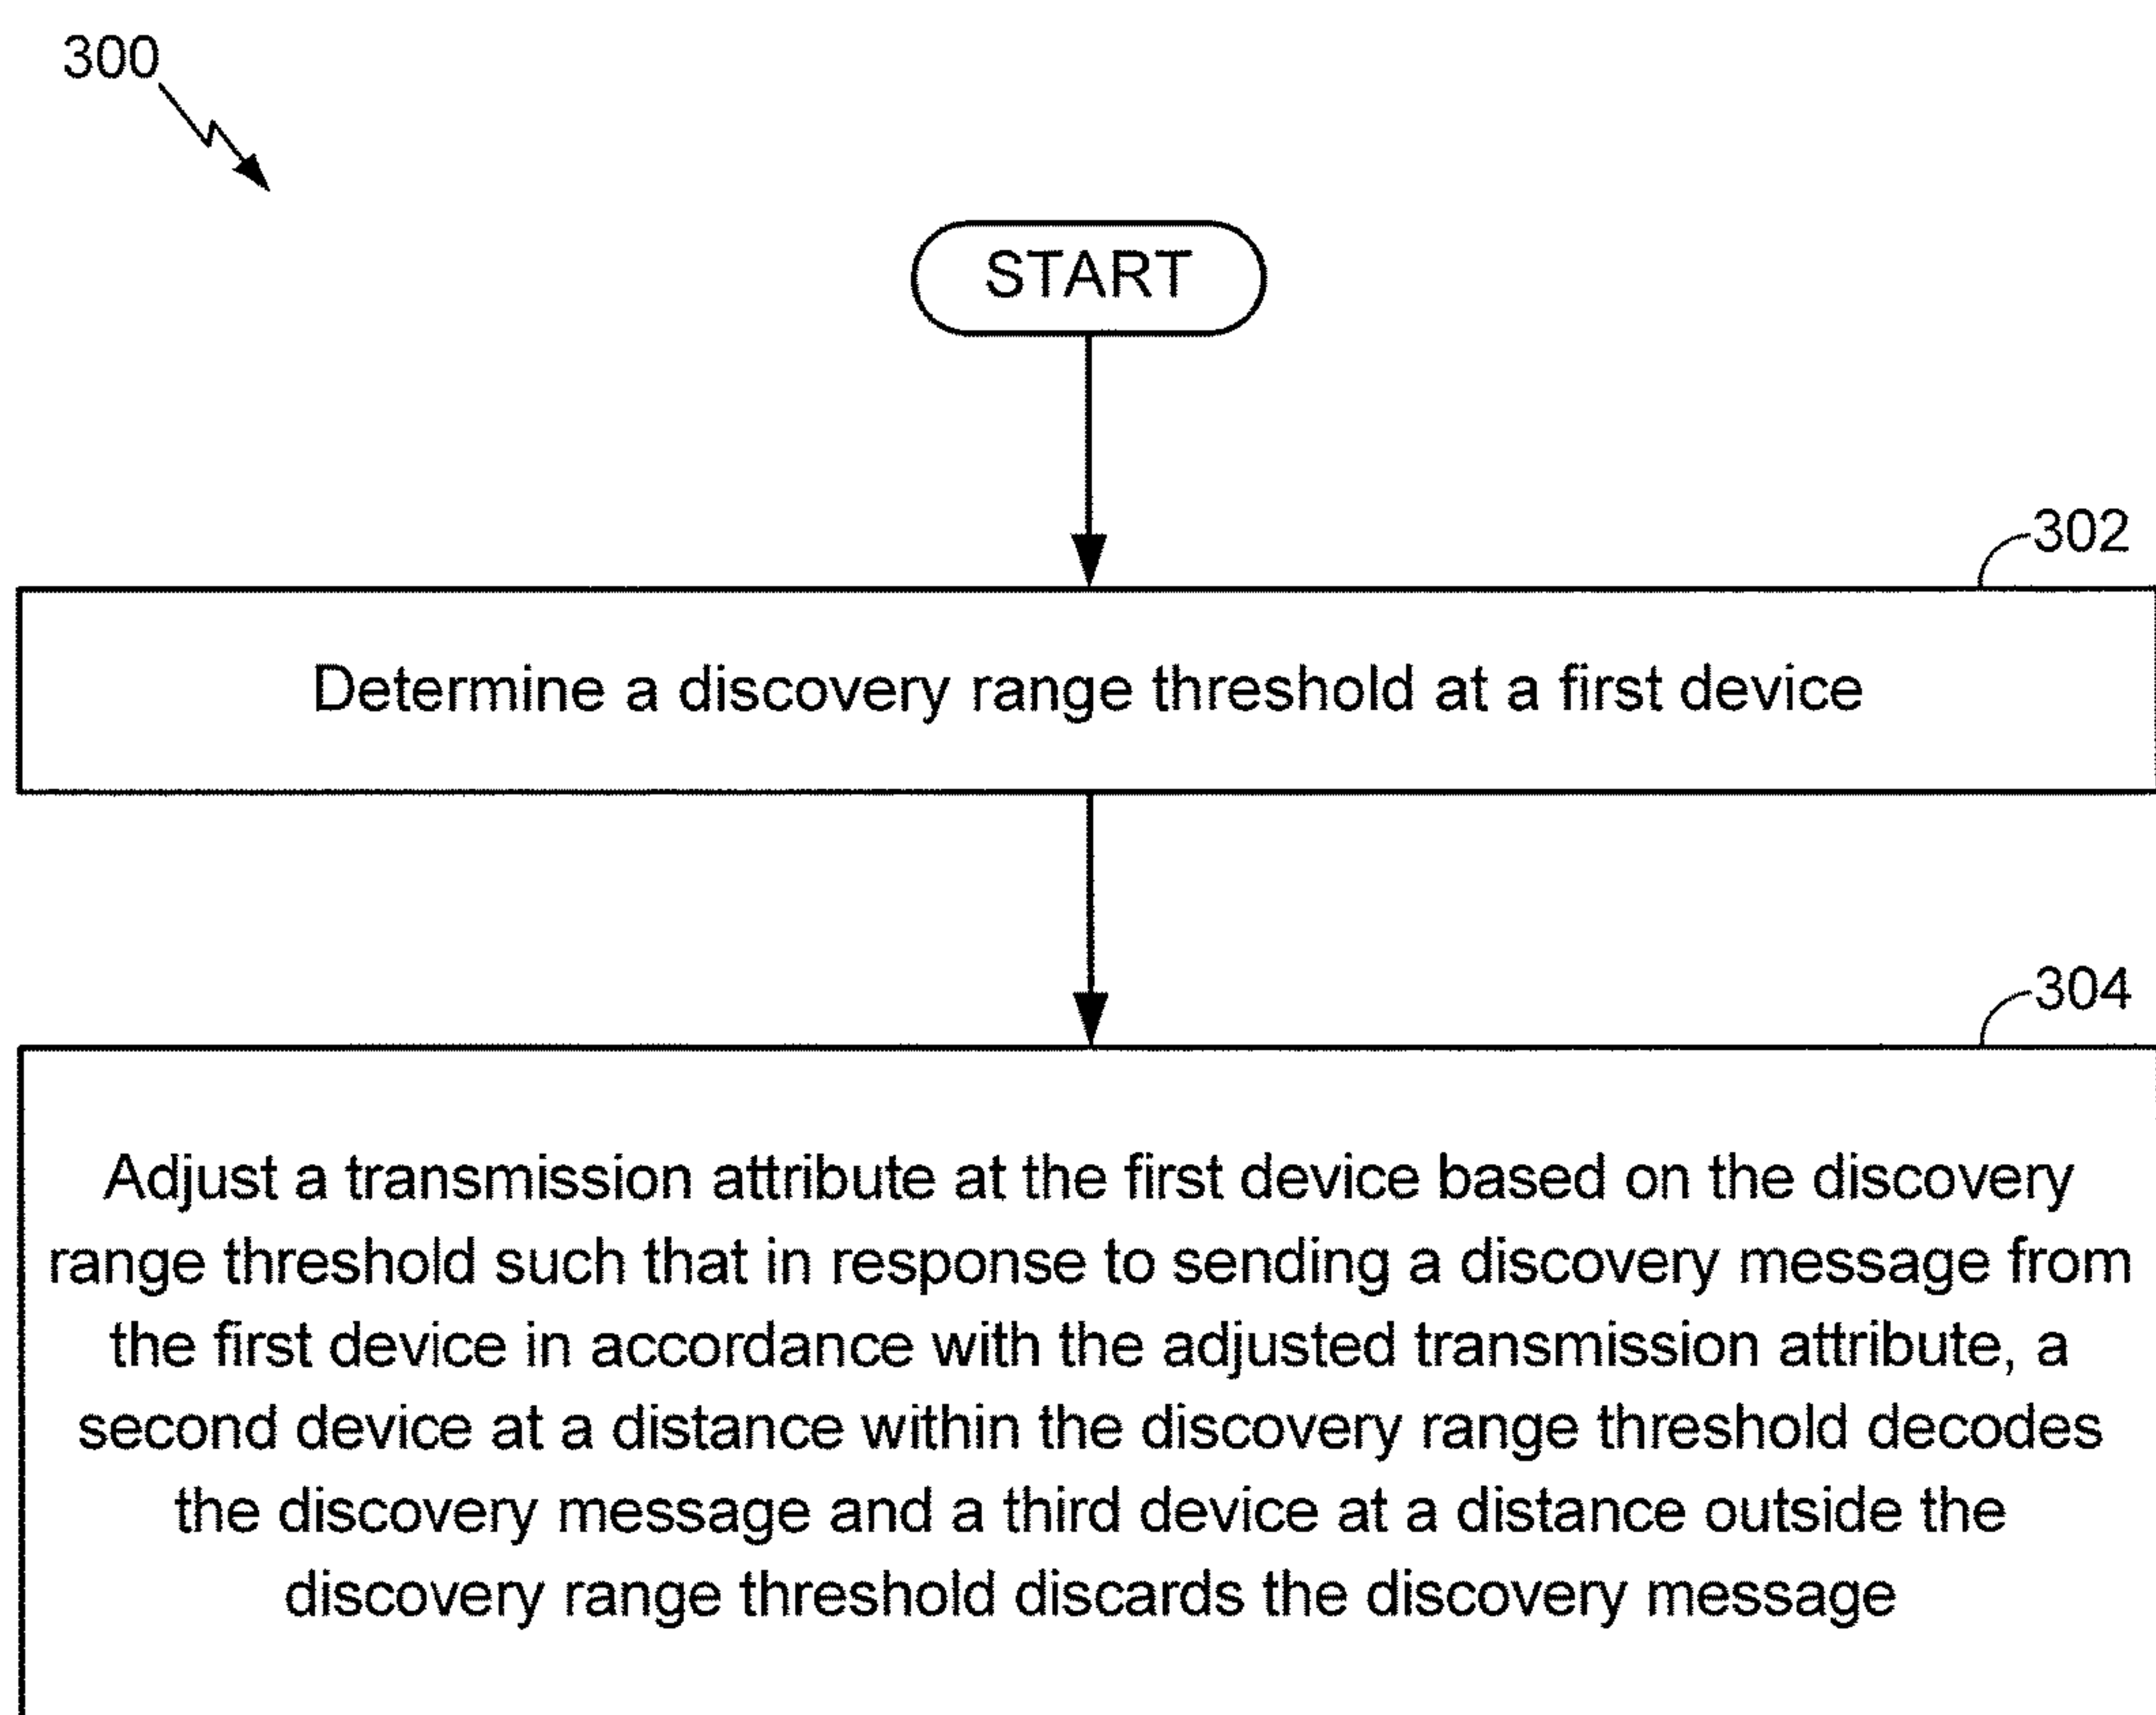 300
START
302
Determine a discovery range threshold at a first device
304
Adjust a transmission attribute at the first device based on the discovery
range threshold such that in response to sending a discovery message from
the first device in accordance with the adjusted transmission attribute, a
second device at a distance within the discovery range threshold decodes
the discovery message and a third device at a distance outside the
discovery range threshold discards the discovery message